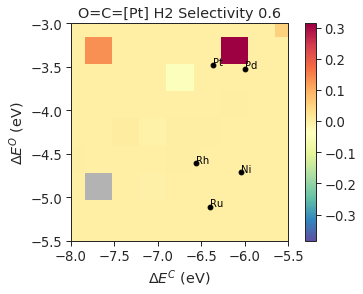 O=C=[Pt] H2 Selectivity 0.6
−3.0
−3.5
−4.0
−4.5
−5.0
−5.5
ΔE^O (eV)
Pt
Pd
Rh
Ni
Ru
−8.0 −7.5 −7.0 −6.5 −6.0 −5.5
ΔE^C (eV)
0.3
0.2
0.1
0.0
−0.1
−0.2
−0.3